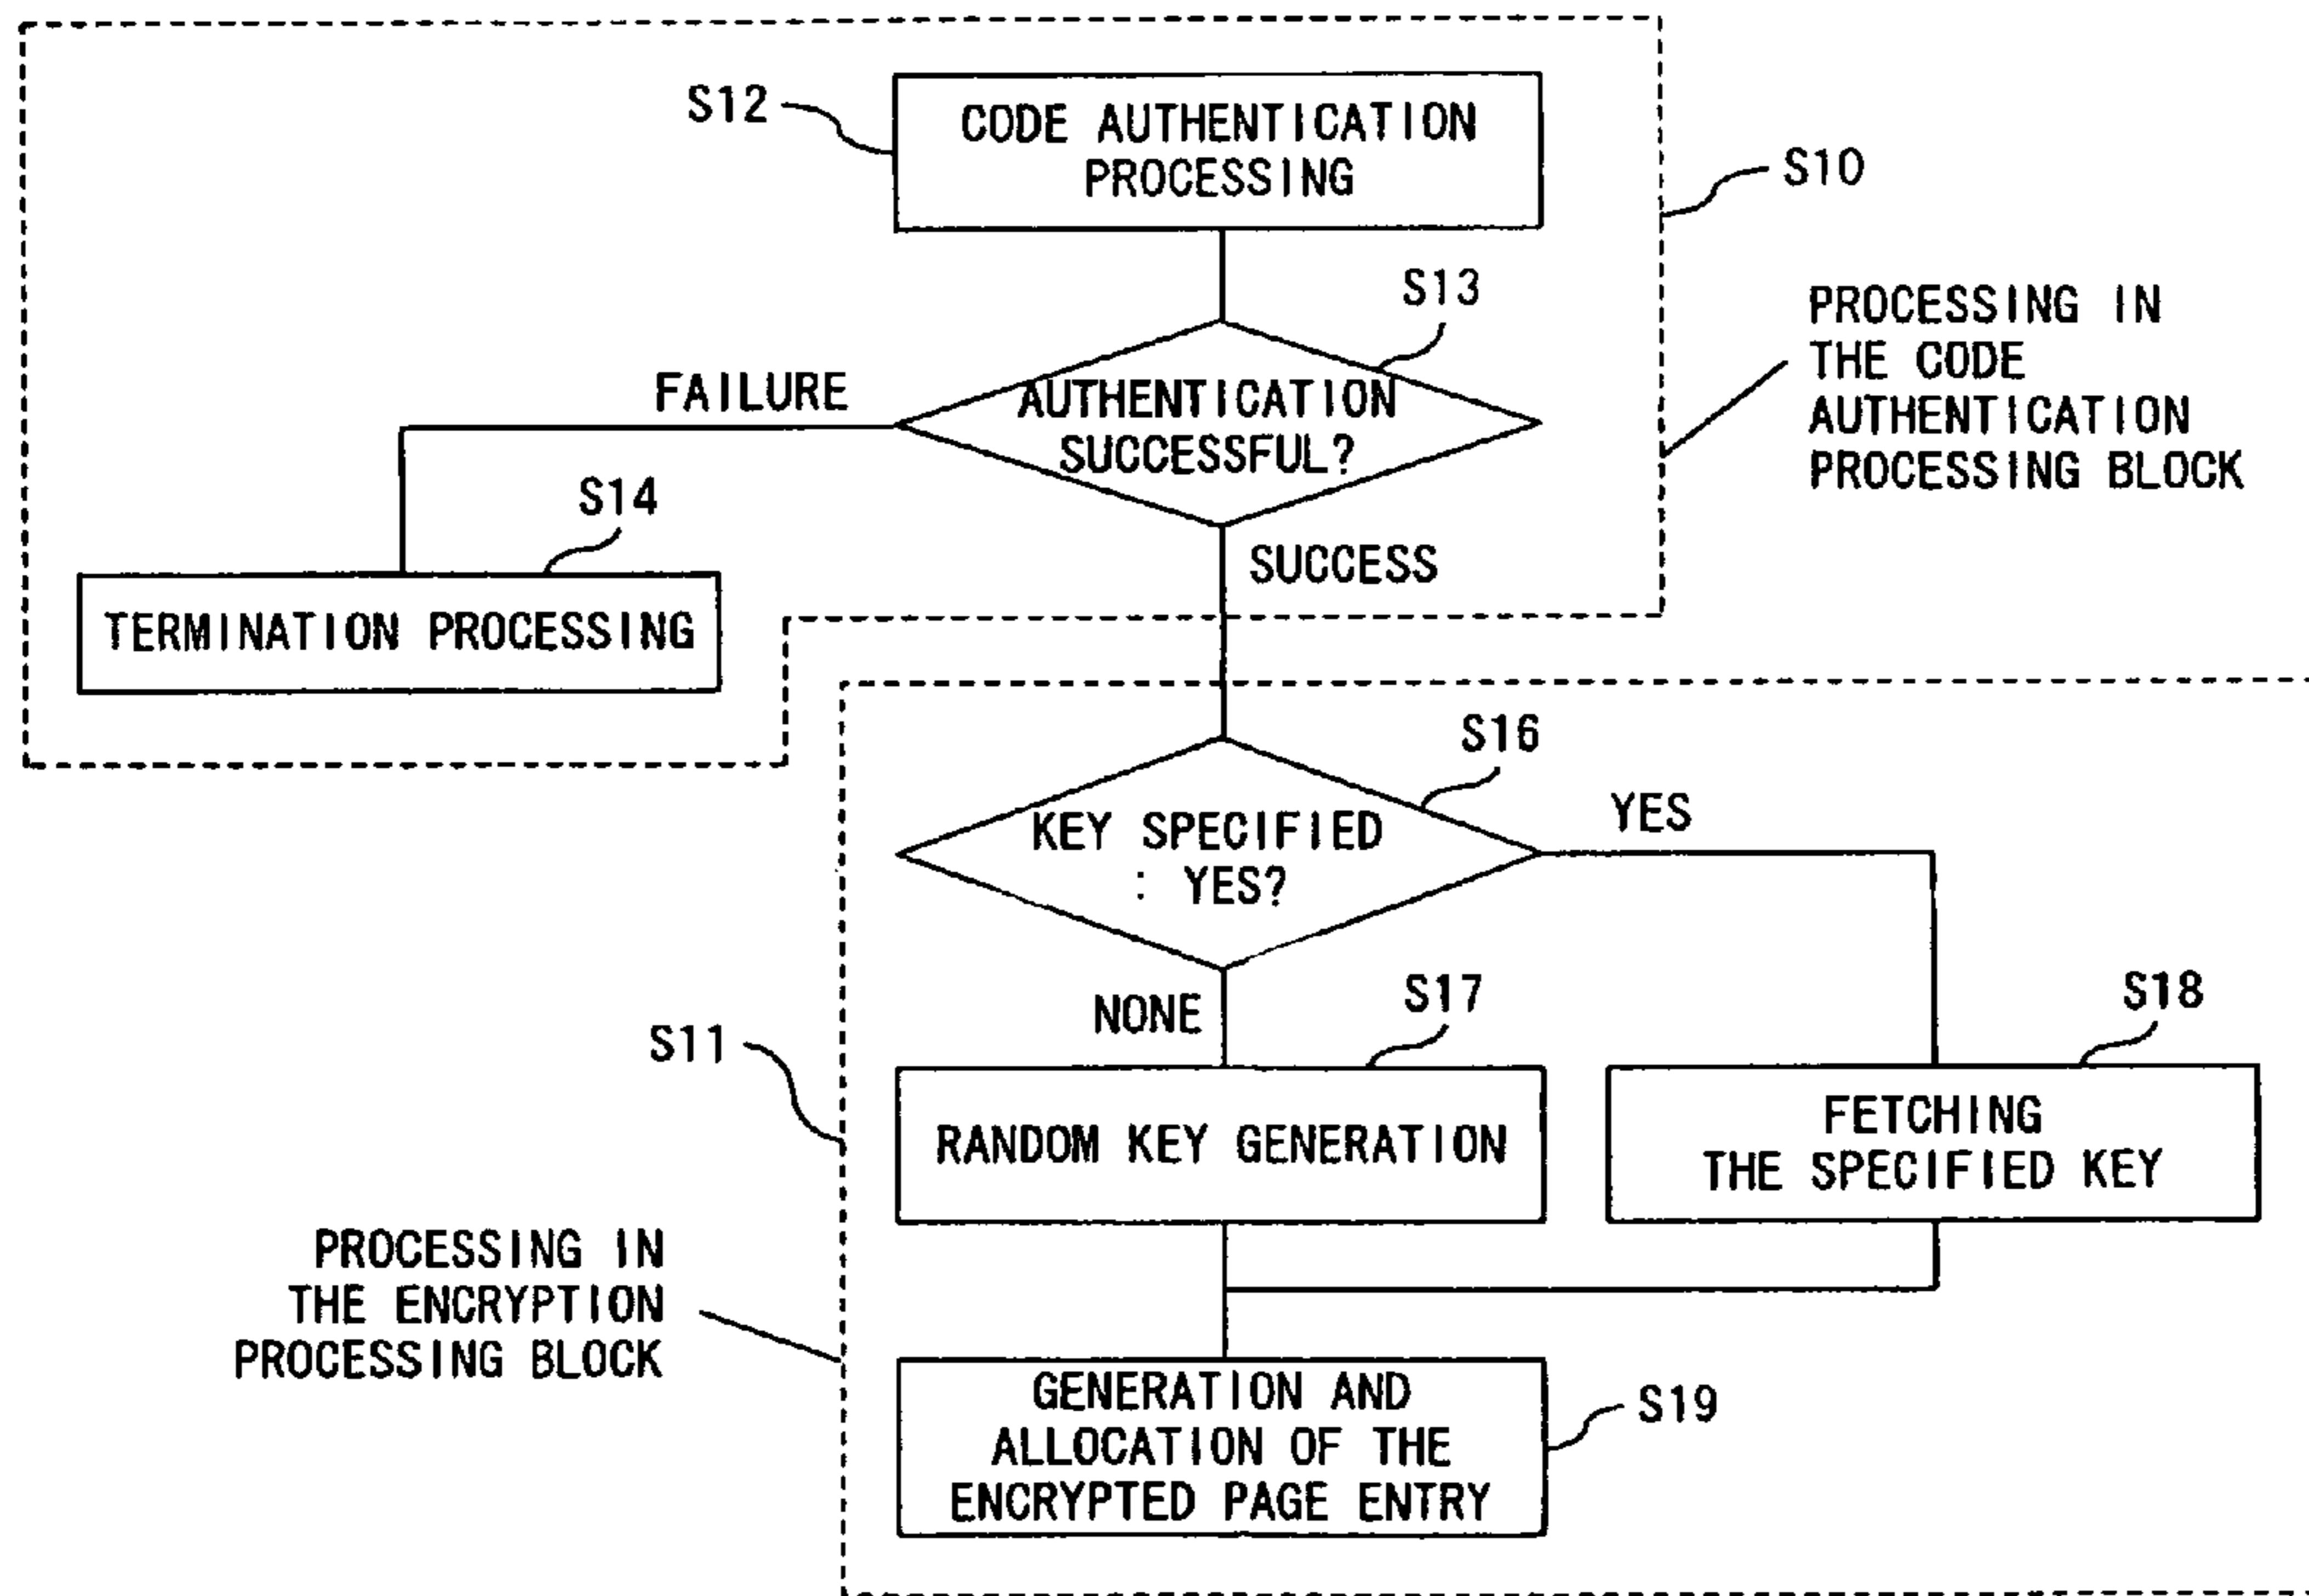 S12
CODE AUTHENTICATION
PROCESSING
S10
S13
PROCESSING IN
THE CODE
AUTHENTICATION
PROCESSING BLOCK
FAILURE
AUTHENTICATION
SUCCESSFUL?
S14
SUCCESS
TERMINATION PROCESSING
S16
YES
KEY SPECIFIED
: YES?
NONE
S17
S18
S11
RANDOM KEY GENERATION
FETCHING
THE SPECIFIED KEY
PROCESSING IN
THE ENCRYPTION
PROCESSING BLOCK
GENERATION AND
ALLOCATION OF THE
ENCRYPTED PAGE ENTRY
S19